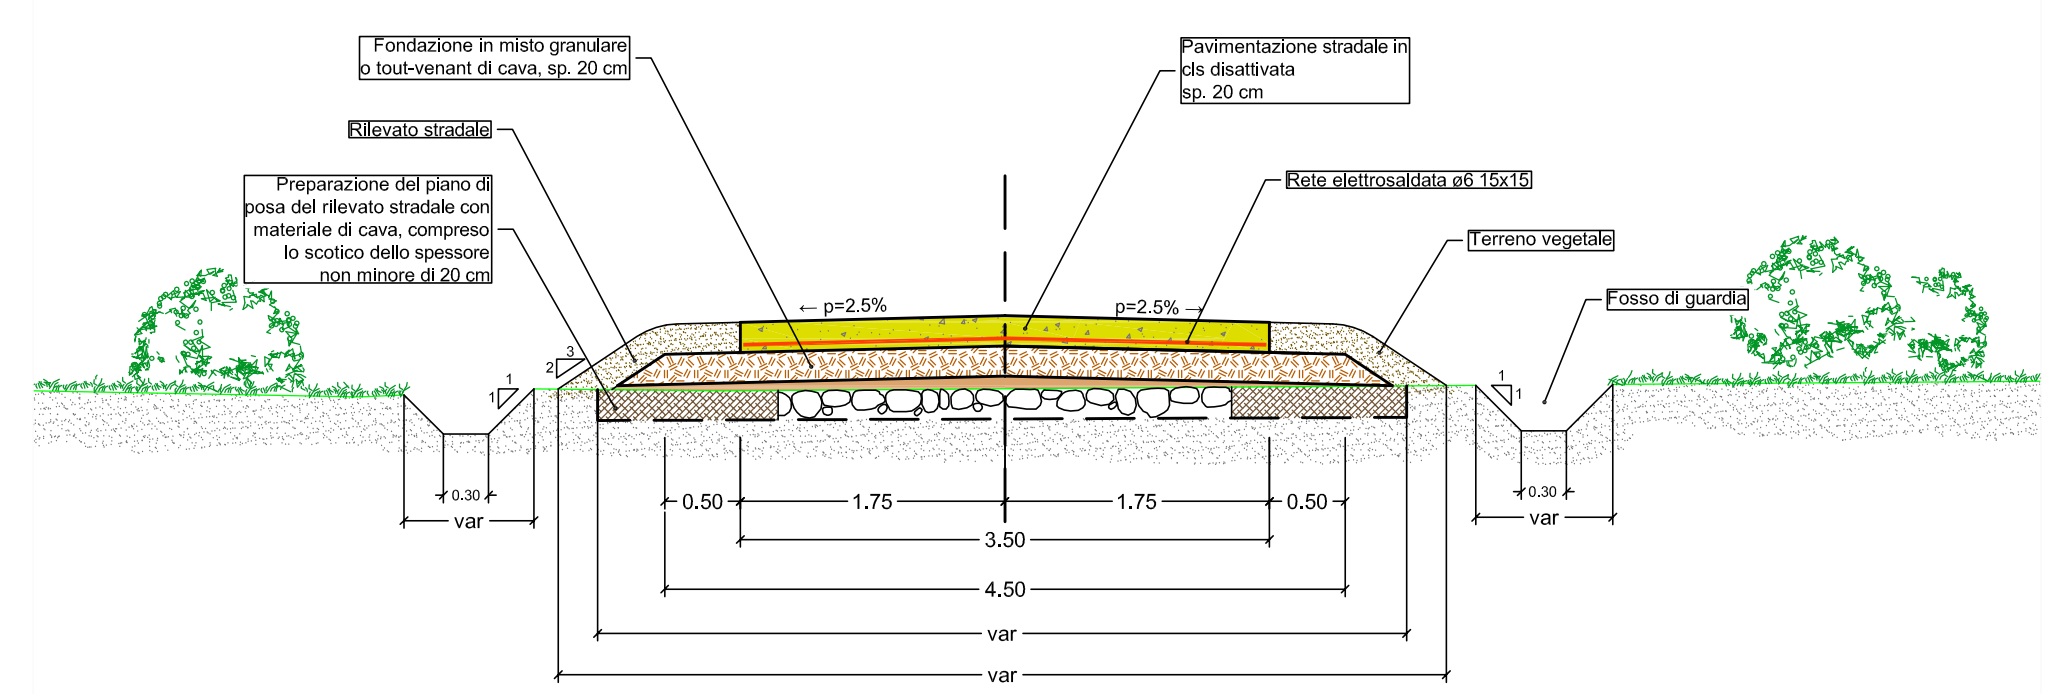 Fondazione in misto granulare
o tout-venant di cava, sp. 20 cm
Pavimentazione stradale in
cls disattivata
sp. 20 cm
Rilevato stradale
Preparazione del piano di
posa del rilevato stradale con
materiale di cava, compreso
lo scotico dello spessore
non minore di 20 cm
Rete elettrosaldata ø6 15x15
Terreno vegetale
Fosso di guardia
← p=2.5%
p=2.5% →
3
2
1
1
1
1
0.30
var
0.50
1.75
1.75
0.50
0.30
var
3.50
4.50
var
var